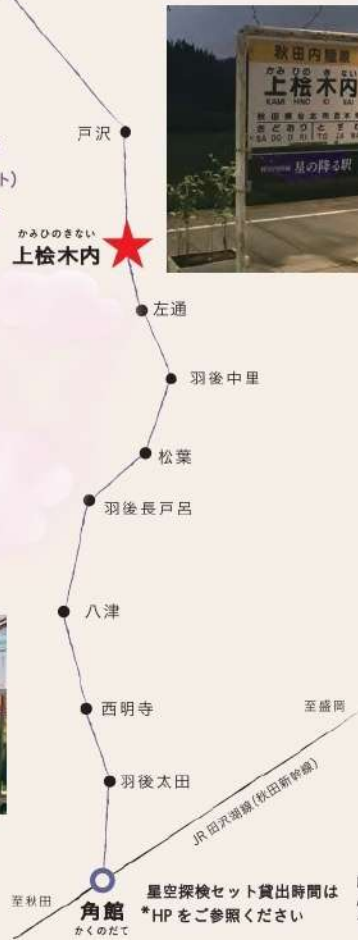 ト)
戸沢
かみひのきない
上桧木内
左通
羽後中里
松葉
羽後長戸呂
八津
西明寺
羽後太田
角館
かくのだて
至秋田
至盛岡
JR田沢湖線(秋田新幹線)
星空探検セット貸出時間は
*HPをご参照ください
秋田内陸線
かみひのきない
上桧木内
KAMI HINO KI NAI
さどおり
SA DO O RI
星の降る駅